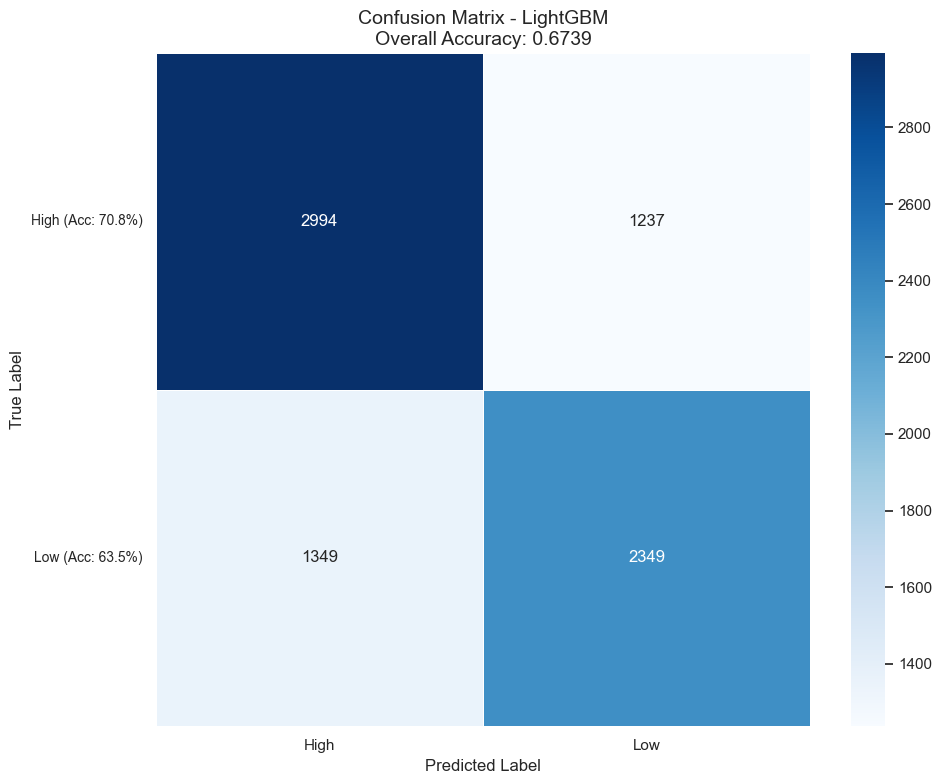 Confusion Matrix - LightGBM
Overall Accuracy: 0.6739
High (Acc: 70.8%)
2994
1237
Low (Acc: 63.5%)
1349
2349
True Label
High
Low
Predicted Label
2800
2600
2400
2200
2000
1800
1600
1400